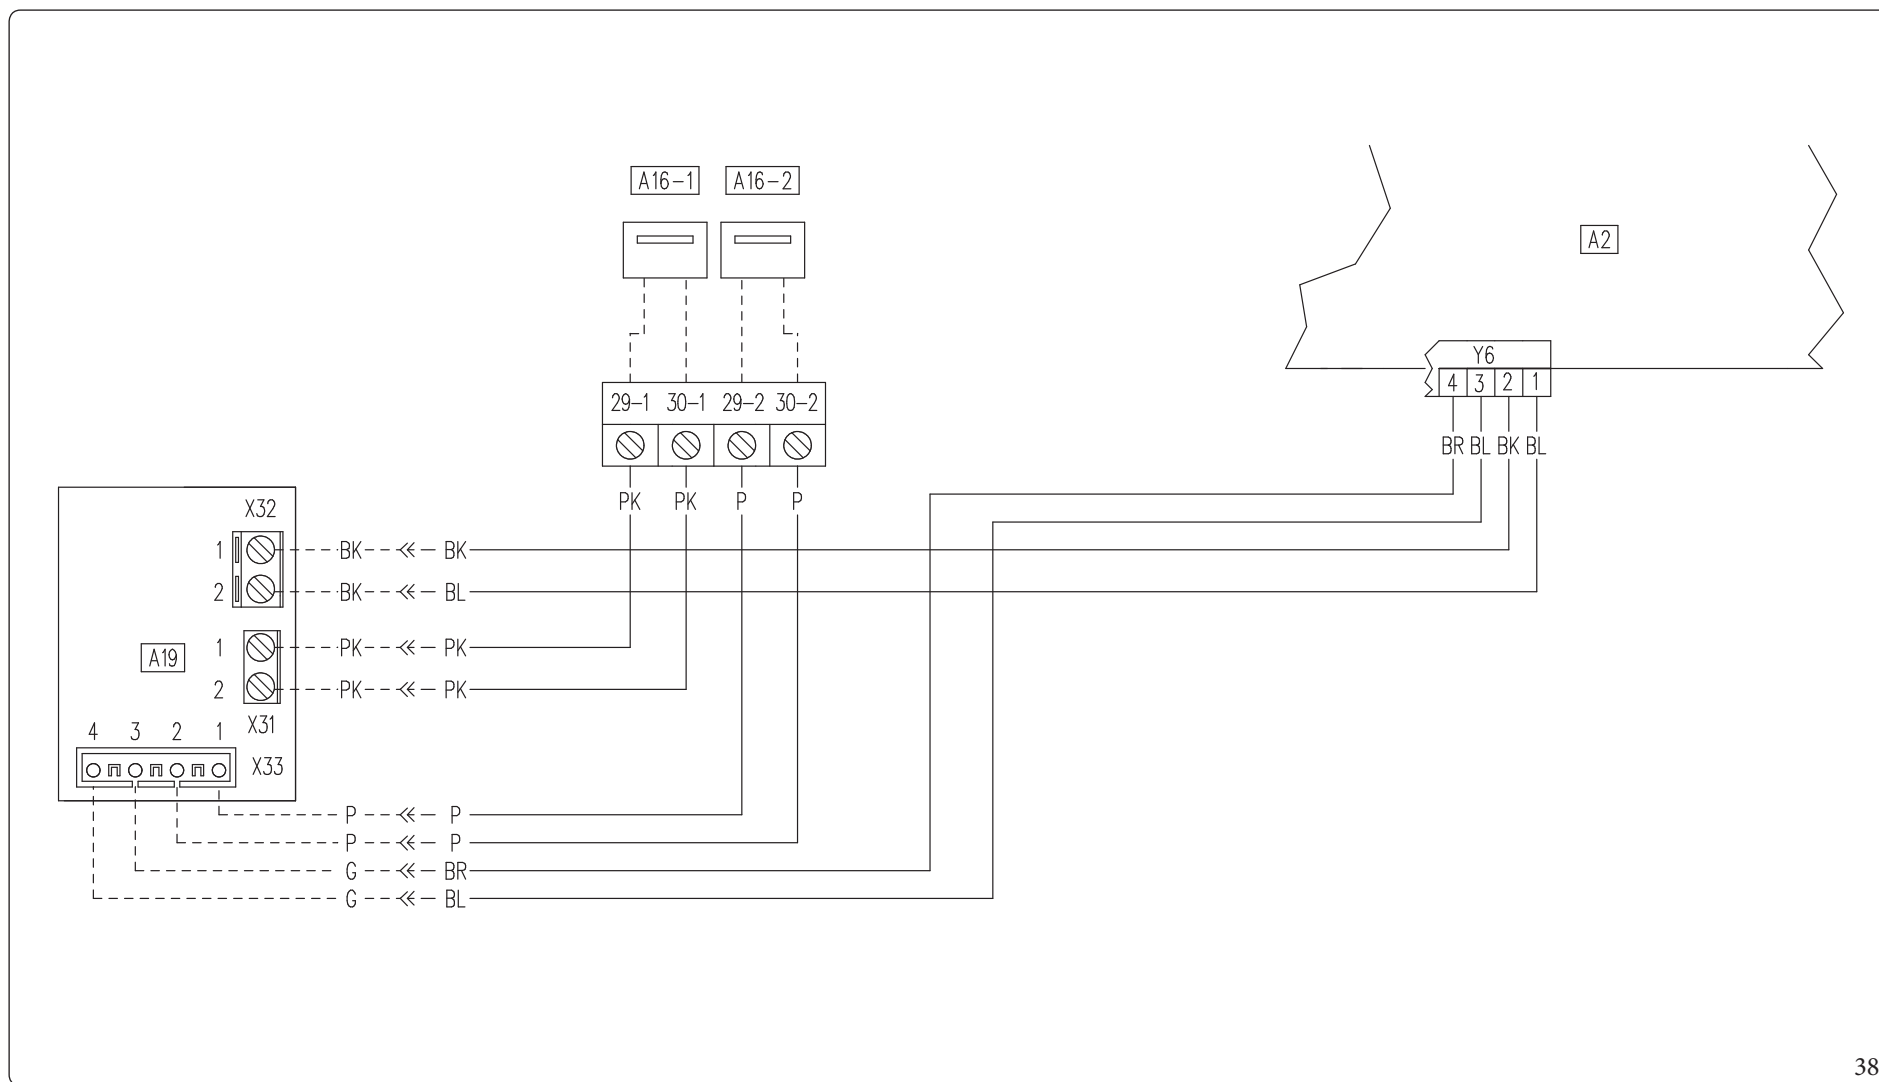 A16-1 A16-2
A2
Y6
4 3 2 1
29-1 30-1 29-2 30-2
BR BL BK BL
PK PK P P
X32
1 BK BK
2 BK BL
1 PK PK
A19
2 PK PK
X31
4 3 2 1
X33
P P
P P
G BR
G BL
38